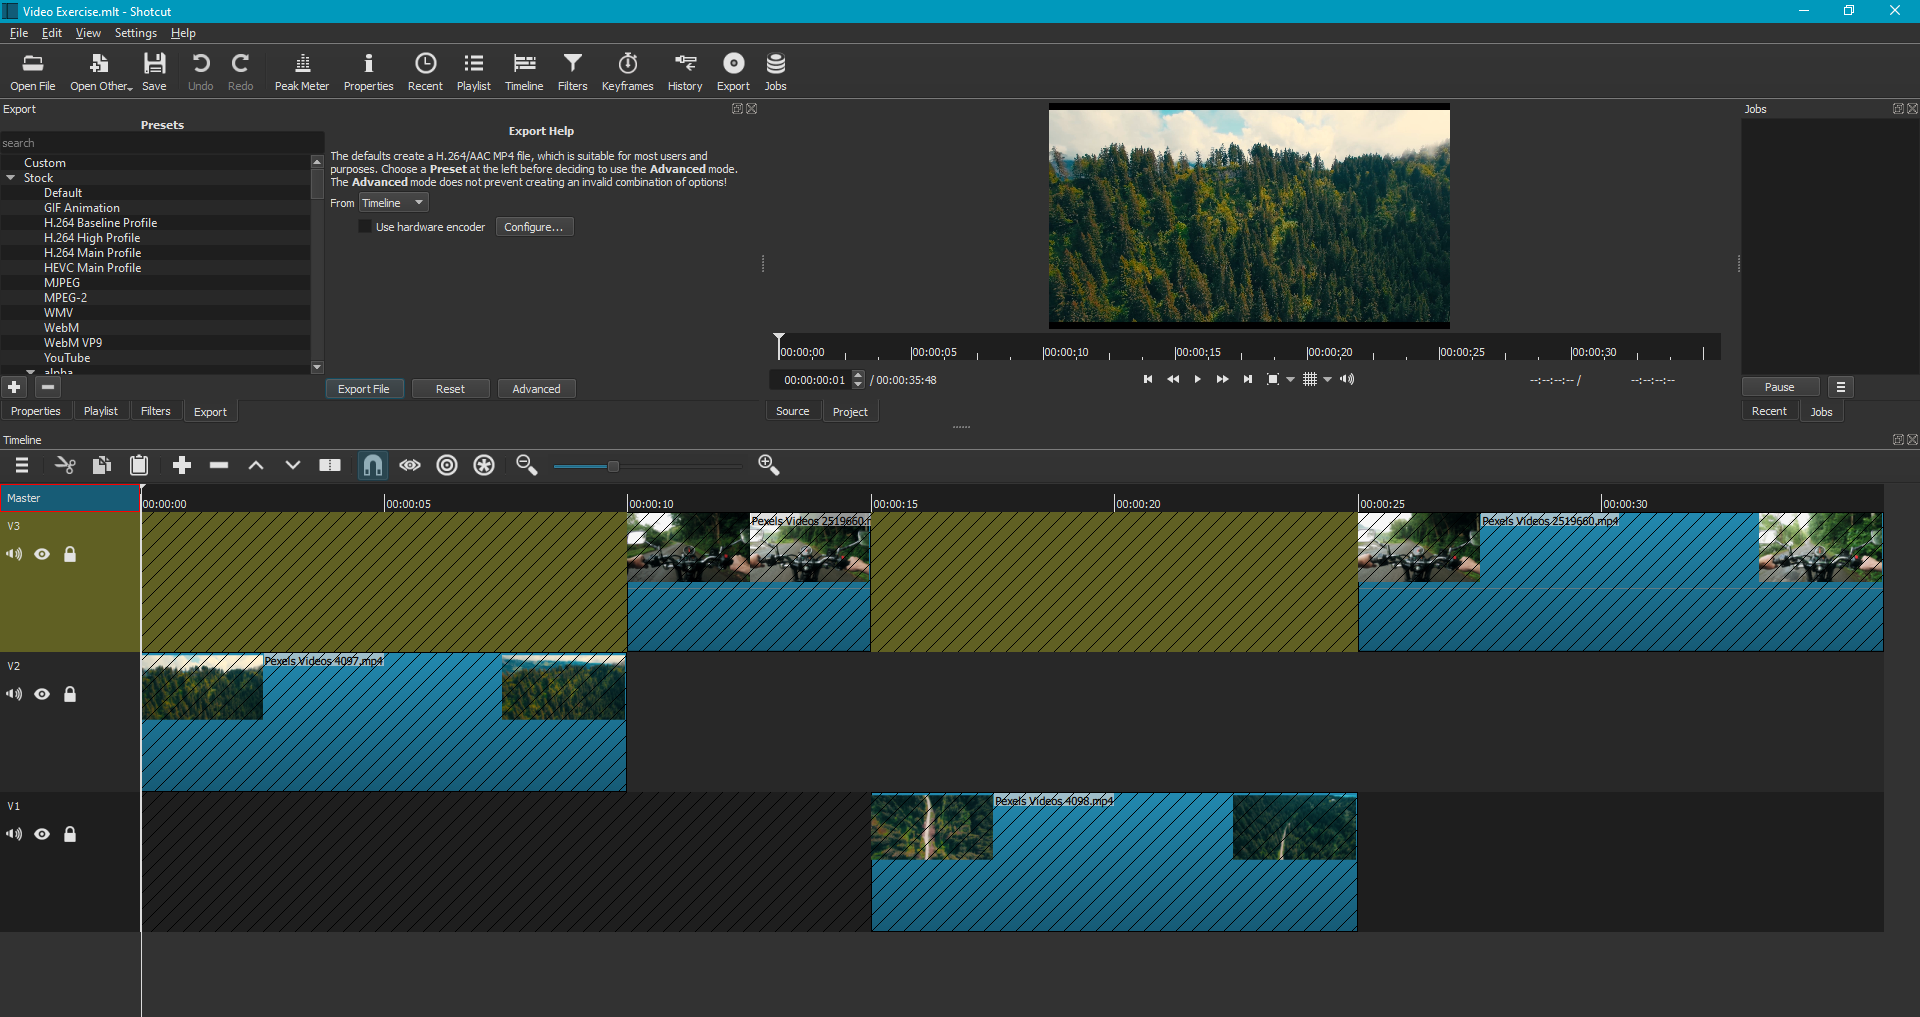 Video Exercise.mlt - Shotcut
File Edit View Settings Help
Open File Open Other... Save Undo Redo Peak Meter Properties Recent Playlist Timeline Filters Keyframes History Export Jobs
Export
Presets
search
Custom
Stock
Default
GIF Animation
H.264 Baseline Profile
H.264 High Profile
H.264 Main Profile
HEVC Main Profile
MJPEG
MPEG-2
WMV
WebM
WebM VP9
YouTube
alpha
Export Help
The defaults create a H.264/AAC MP4 file, which is suitable for most users and
purposes. Choose a Preset at the left before deciding to use the Advanced mode.
The Advanced mode does not prevent creating an invalid combination of options!
From Timeline
Use hardware encoder Configure...
Export File Reset Advanced
Properties Playlist Filters Export
00:00:00 00:00:05 00:00:10 00:00:15 00:00:20 00:00:25 00:00:30
00:00:00:01 / 00:00:35:48 --:--:--:-- / --:--:--:--
Source Project
Jobs
Pause
Recent Jobs
Timeline
Master
00:00:00 00:00:05 00:00:10 00:00:15 00:00:20 00:00:25 00:00:30
V3
Pexels Videos 2519660.m
Pexels Videos 2519660.mp4
V2
Pexels Videos 4097.mp4
V1
Pexels Videos 4098.mp4